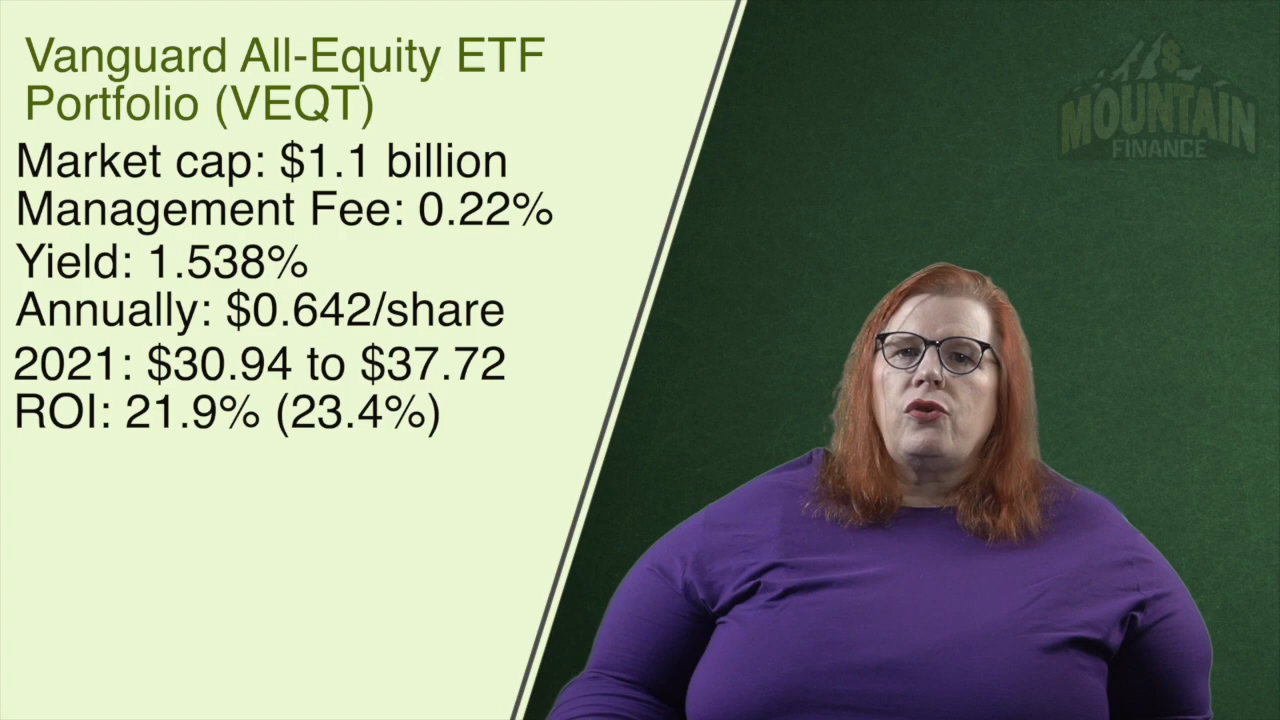 Vanguard All-Equity ETF
Portfolio (VEQT)
Market cap: $1.1 billion
Management Fee: 0.22%
Yield: 1.538%
Annually: $0.642/share
2021: $30.94 to $37.72
ROI: 21.9% (23.4%)
$
MOUNTAIN
FINANCE